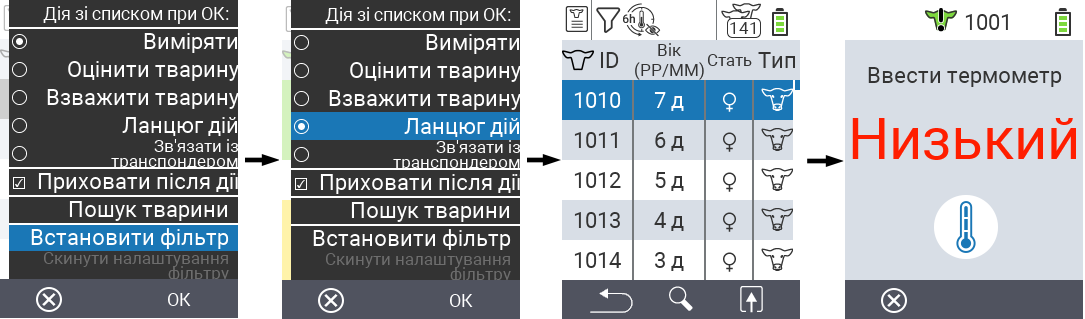 Дія зі списком при ОК:
Виміряти
Оцінити тварину
Зважити тварину
Ланцюг дій
Зв'язати із
транспондером
Приховати після дії
Пошук тварини
Встановити фільтр
Скинути налаштування
фільтру
OK
Дія зі списком при ОК:
Виміряти
Оцінити тварину
Взважити тварину
Ланцюг дій
Зв'язати із
транспондером
Приховати після дії
Пошук тварини
Встановити фільтр
Скинути налаштування
фільтру
OK
6h
141
ID
Вік
(РР/ММ)
Стать
Тип
1010 7 д
1011 6 д
1012 5 д
1013 4 д
1014 3 д
1001
Ввести термометр
Низький